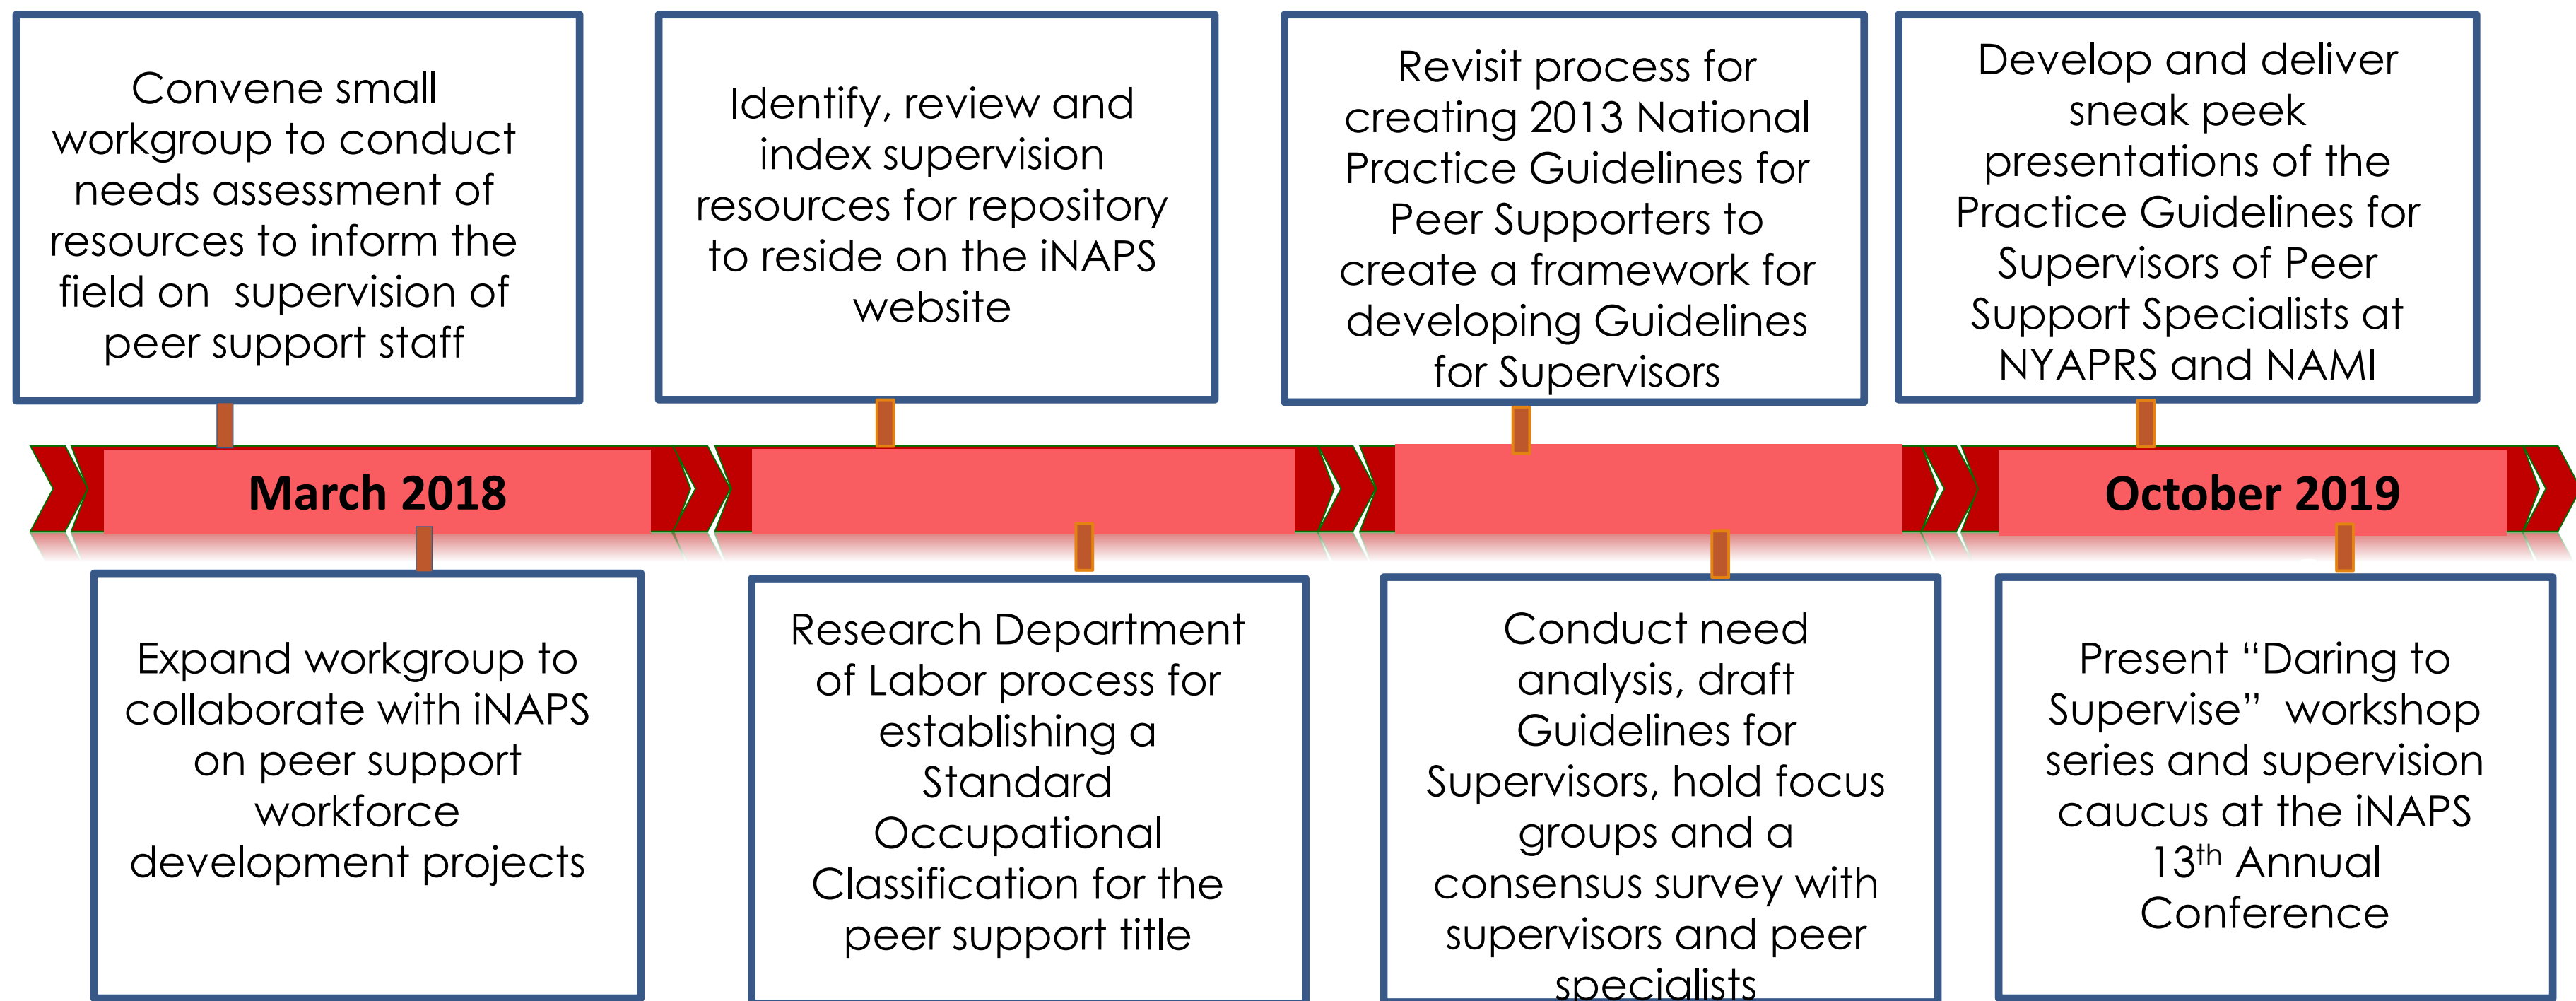 Convene small
workgroup to conduct
needs assessment of
resources to inform the
field on  supervision of
peer support staff
Identify, review and
index supervision
resources for repository
to reside on the iNAPS
website
Revisit process for
creating 2013 National
Practice Guidelines for
Peer Supporters to
create a framework for
developing Guidelines
for Supervisors
Develop and deliver
sneak peek
presentations of the
Practice Guidelines for
Supervisors of Peer
Support Specialists at
NYAPRS and NAMI
March 2018
October 2019
Expand workgroup to
collaborate with iNAPS
on peer support
workforce
development projects
Research Department
of Labor process for
establishing a
Standard
Occupational
Classification for the
peer support title
Conduct need
analysis, draft
Guidelines for
Supervisors, hold focus
groups and a
consensus survey with
supervisors and peer
specialists
Present “Daring to
Supervise”  workshop
series and supervision
caucus at the iNAPS
13th Annual
Conference